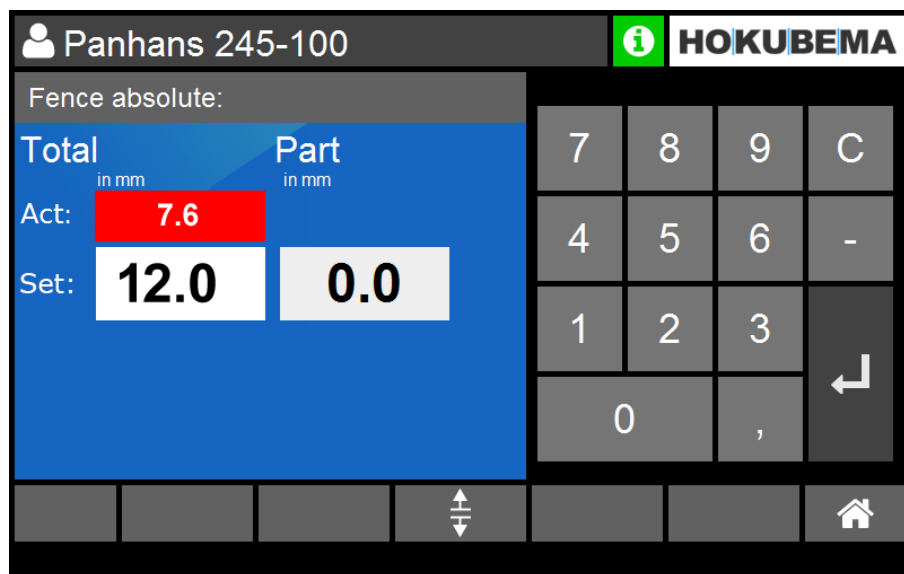 Panhans 245-100
i
HOKUBEMA
Fence absolute:
Total Part
in mm in mm
Act: 7.6
Set: 12.0 0.0
7 8 9 C
4 5 6 -
1 2 3
0 ,